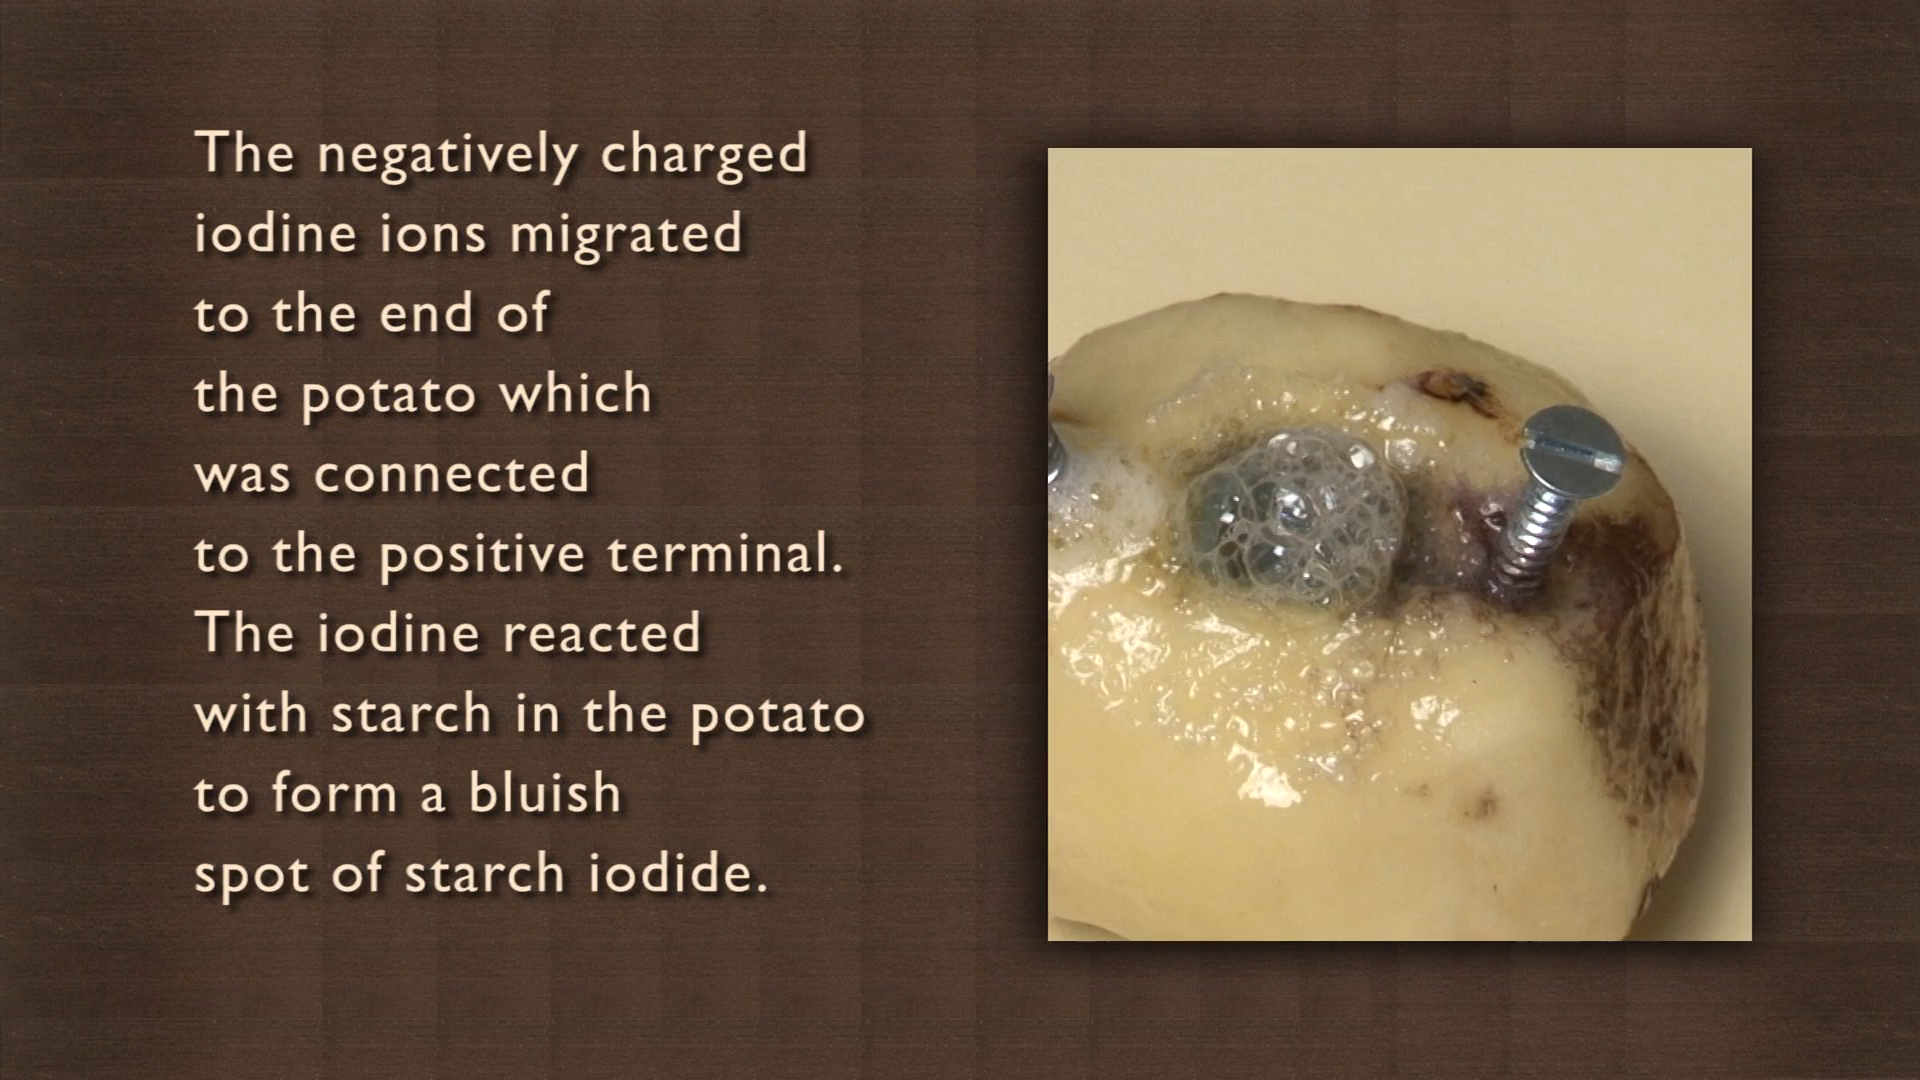 The negatively charged
iodine ions migrated
to the end of
the potato which
was connected
to the positive terminal.
The iodine reacted
with starch in the potato
to form a bluish
spot of starch iodide.